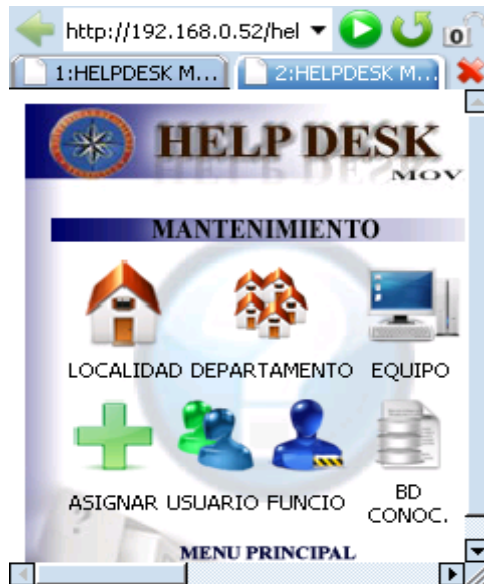 http://192.168.0.52/hel
1:HELPDESK M... 2:HELPDESK M...
HELP DESK
MOV
MANTENIMIENTO
LOCALIDAD DEPARTAMENTO EQUIPO
ASIGNAR USUARIO FUNCIO BD CONOC.
MENU PRINCIPAL